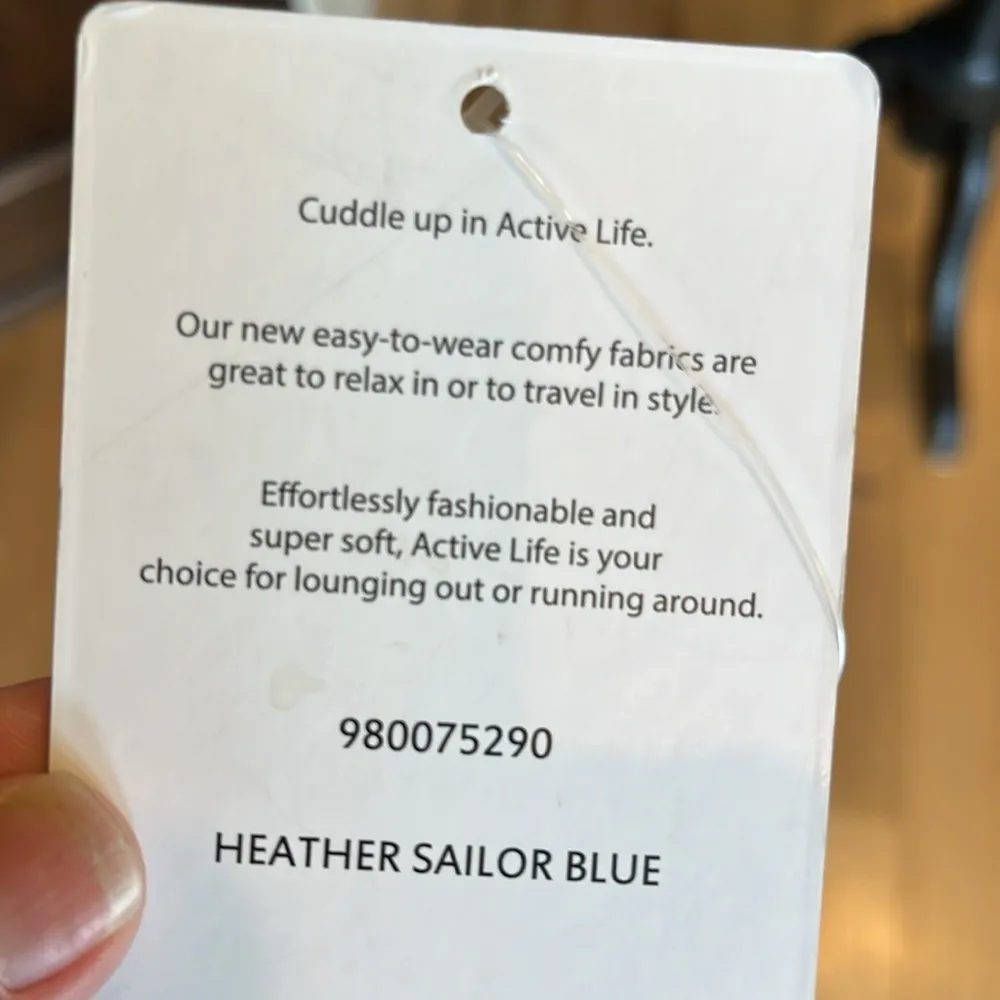 Cuddle up in Active Life.
Our new easy-to-wear comfy fabrics are
great to relax in or to travel in style.
Effortlessly fashionable and
super soft, Active Life is your
choice for lounging out or running around.
980075290
HEATHER SAILOR BLUE